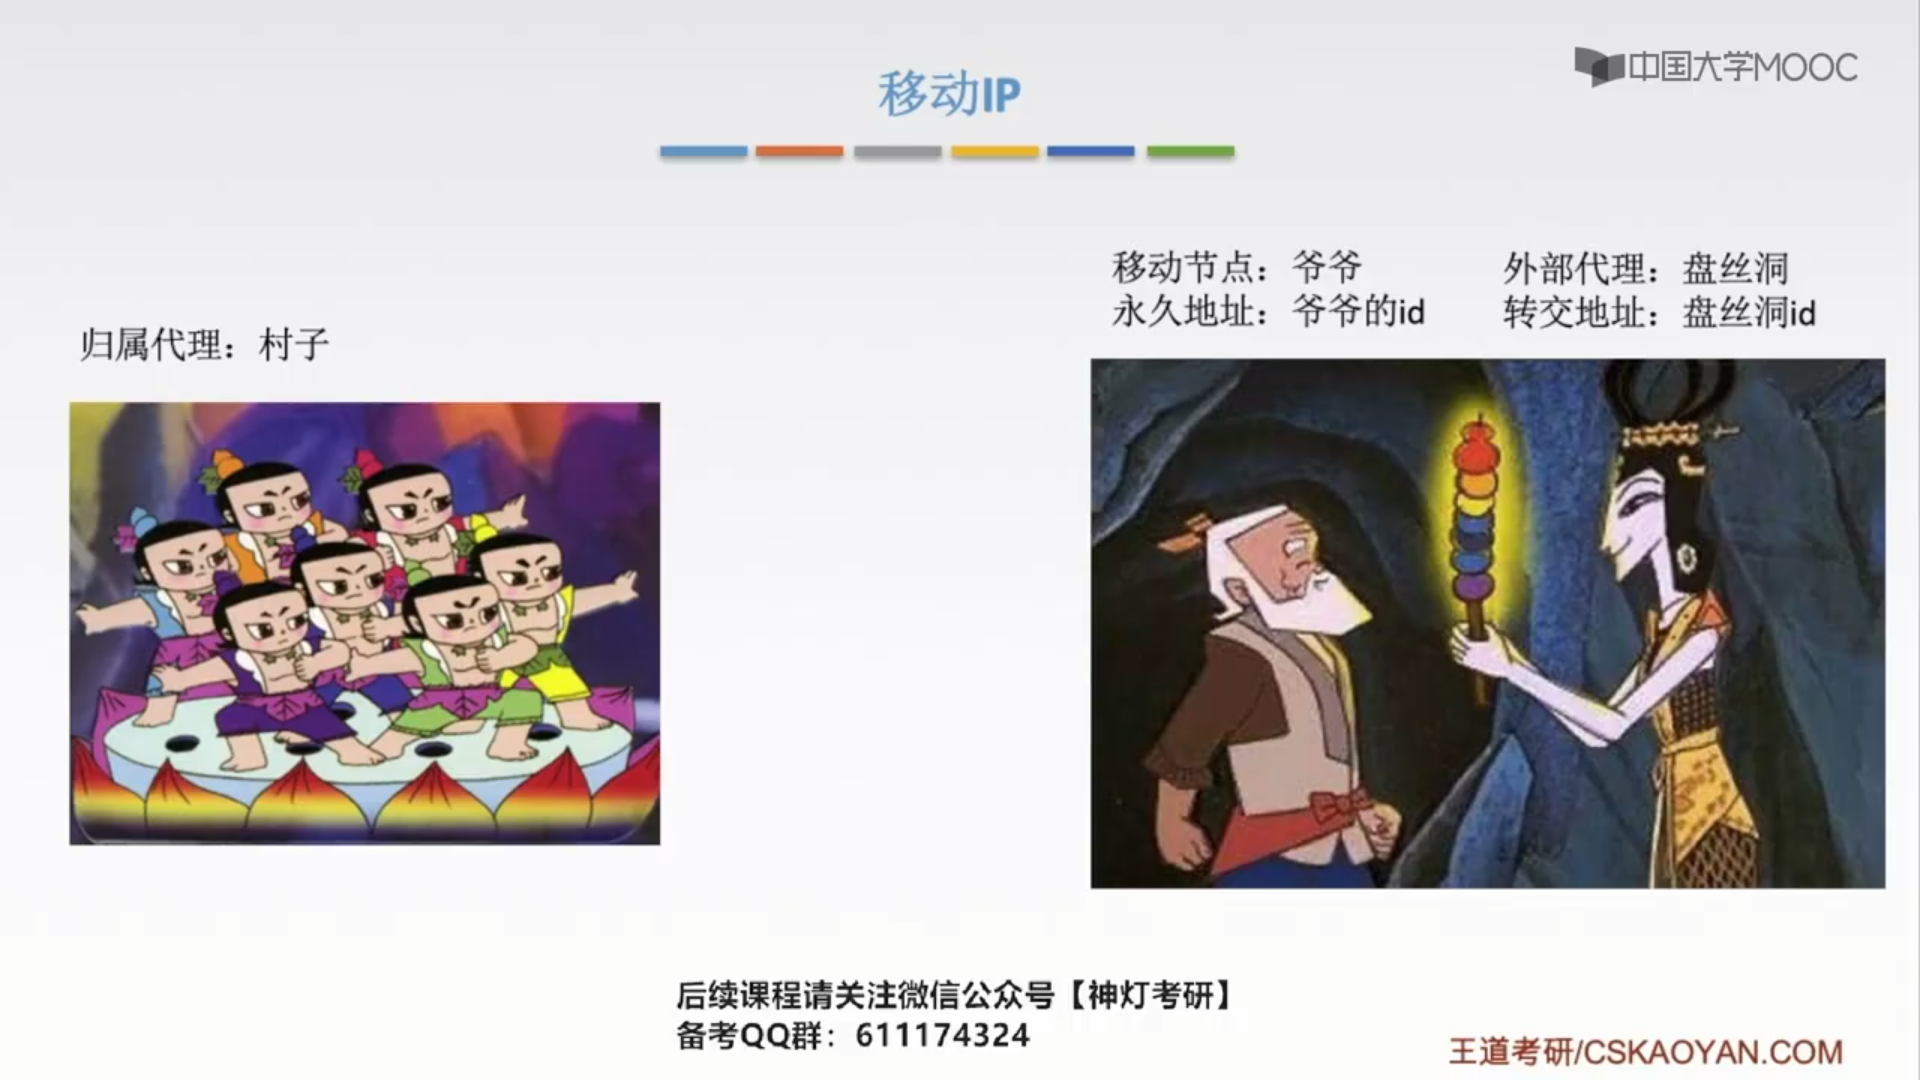 中国大学MOOC
移动IP
移动节点：爷爷
永久地址：爷爷的id
外部代理：盘丝洞
转交地址：盘丝洞id
归属代理：村子
后续课程请关注微信公众号【神灯考研】
备考QQ群：611174324
王道考研/CSKAOYAN.COM